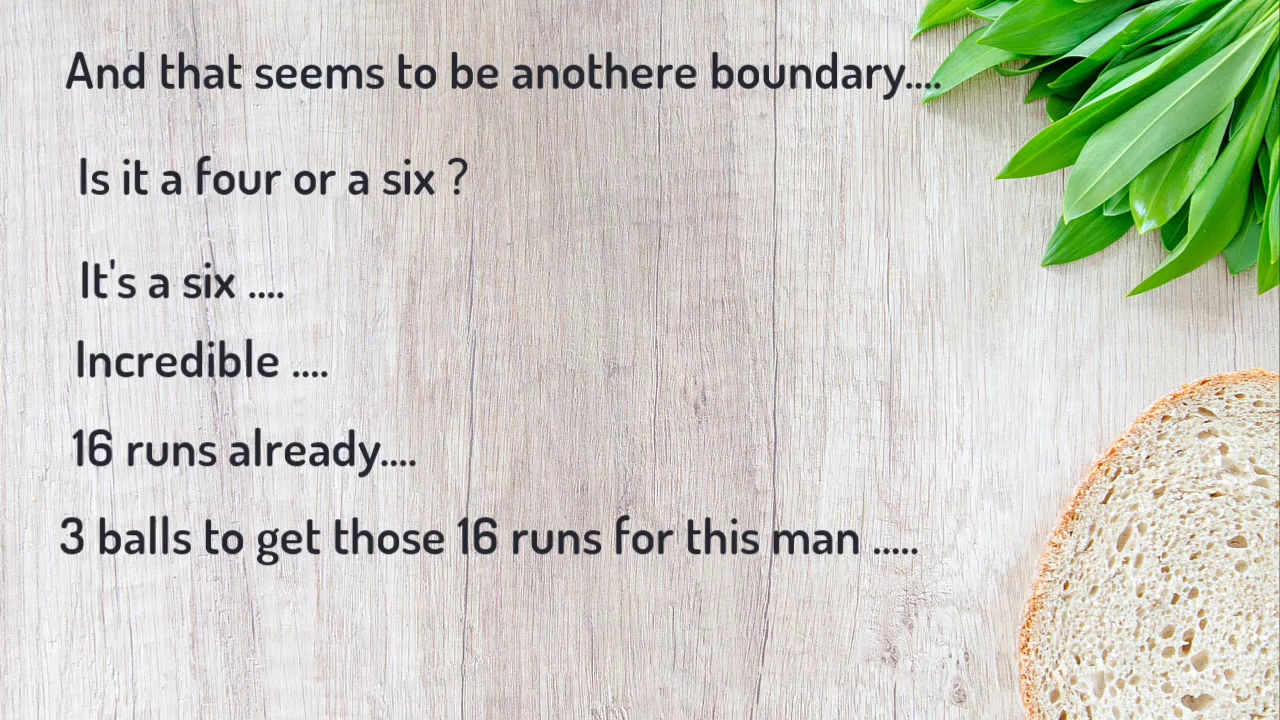 And that seems to be anothere boundary....
Is it a four or a six ?
It's a six ....
Incredible ....
16 runs already....
3 balls to get those 16 runs for this man .....